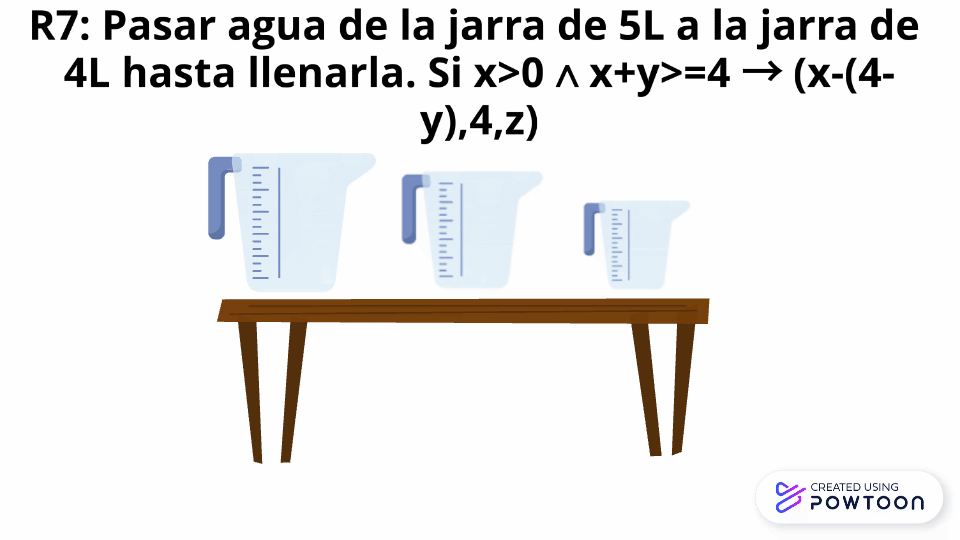 R7: Pasar agua de la jarra de 5L a la jarra de
4L hasta llenarla. Si x>0 ∧ x+y>=4 → (x-(4-
y),4,z)
CREATED USING
POWTOON